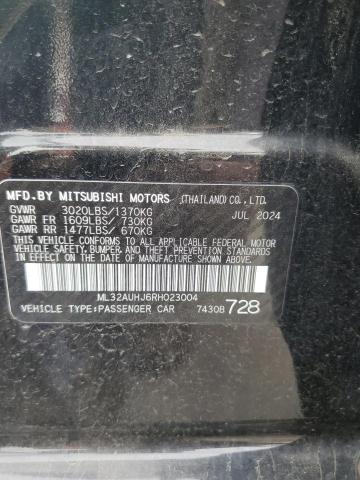 MFD.BY MITSUBISHI MOTORS (THAILAND) CO., LTD.
GVWR 3020LBS/1370KG JUL 2024
GAWR FR 1609LBS/ 730KG
GAWR RR 1477LBS/ 670KG
THIS VEHICLE CONFORMS TO ALL APPLICABLE FEDERAL MOTOR
VEHICLE SAFETY, BUMPER, AND THEFT PREVENTION STANDARDS
IN EFFECT ON THE DATE OF MANUFACTURE SHOWN ABOVE.
ML32AUHJ6RH023004
VEHICLE TYPE:PASSENGER CAR 7430B 728